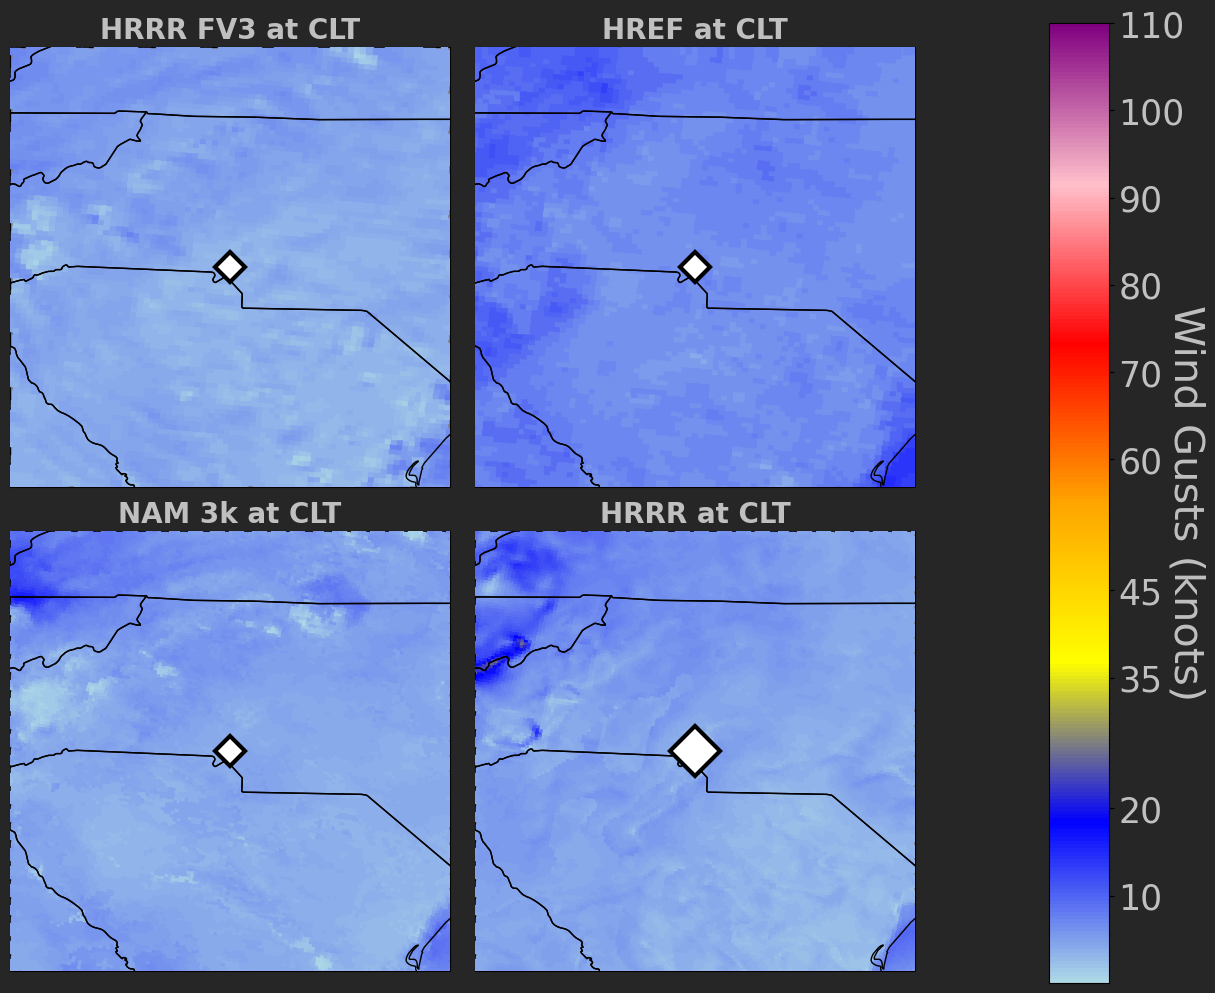 HRRR FV3 at CLT
HREF at CLT
NAM 3k at CLT
HRRR at CLT
110
100
90
80
70
60
45
35
20
10
Wind Gusts (knots)